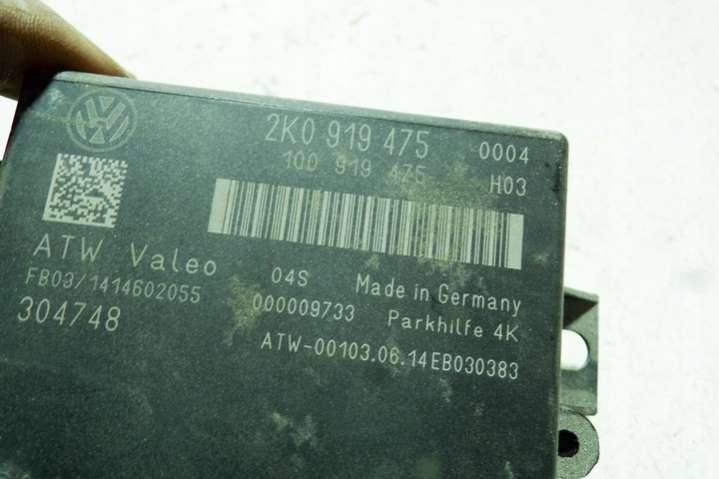 2K0 919 475 0004
1Q0 919 475 H03
ATW Valeo 04S Made in Germany
FB03/1414602055 000009733 Parkhilfe 4K
304748 ATW-00103.06.14EB030383